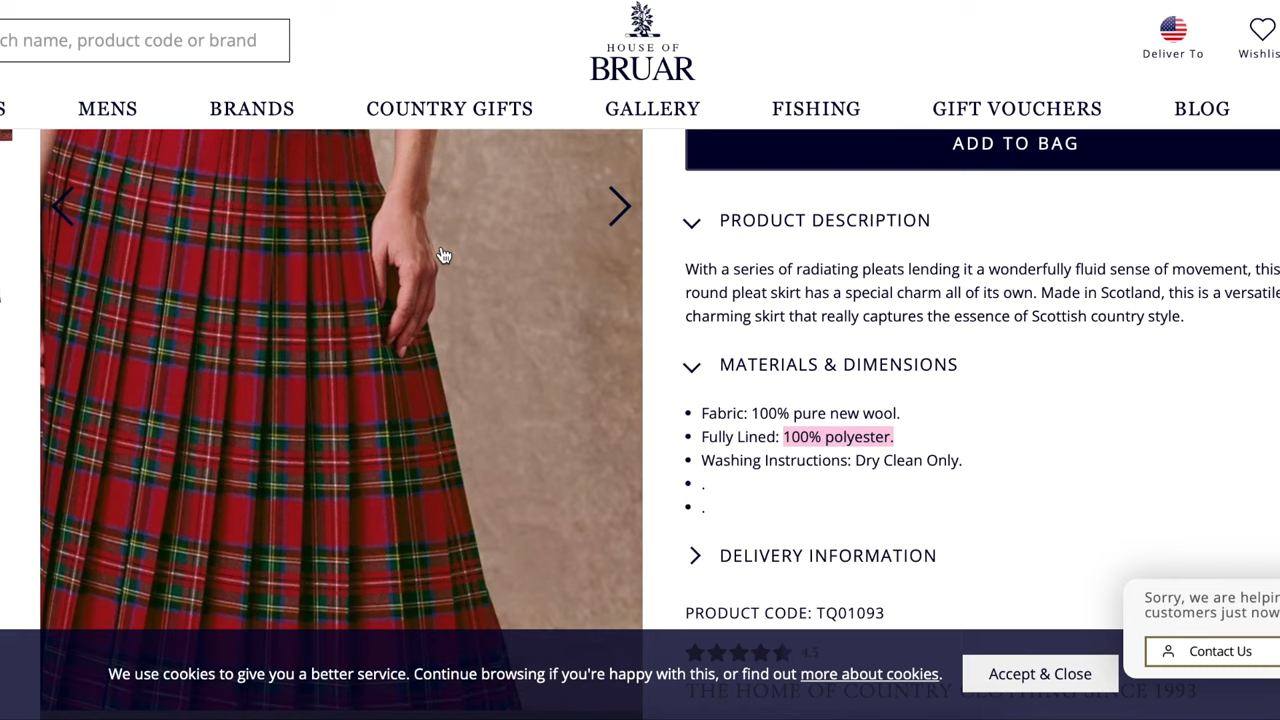 ch name, product code or brand
HOUSE OF
BRUAR
Deliver To
Wishlis
S
MENS
BRANDS
COUNTRY GIFTS
GALLERY
FISHING
GIFT VOUCHERS
BLOG
ADD TO BAG
PRODUCT DESCRIPTION
With a series of radiating pleats lending it a wonderfully fluid sense of movement, this
round pleat skirt has a special charm all of its own. Made in Scotland, this is a versatile
charming skirt that really captures the essence of Scottish country style.
MATERIALS & DIMENSIONS
• Fabric: 100% pure new wool.
• Fully Lined: 100% polyester.
• Washing Instructions: Dry Clean Only.
• .
• .
DELIVERY INFORMATION
PRODUCT CODE: TQ01093
Sorry, we are helpin
customers just now
Contact Us
4.5
We use cookies to give you a better service. Continue browsing if you're happy with this, or find out more about cookies.
Accept & Close
THE HOME OF COUNTRY CLOTHING SINCE 1993